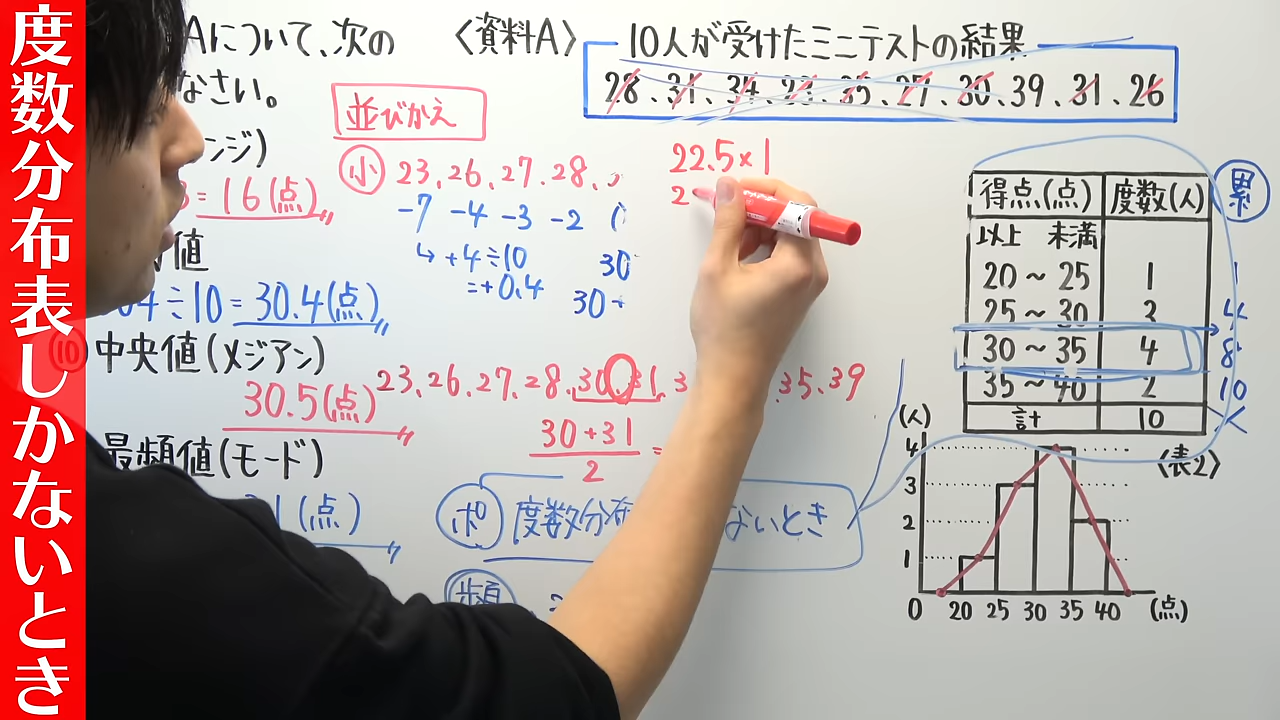 度数分布表しかないとき
Aについて、次の
なさい。
〈資料A〉
10人が受けたミニテストの結果
28、31、34、23、35、27、30、39、31、26
ンジ)
3=16(点)
並びかえ
小 23、26、27、28、
-7 -4 -3 -2
↳+4÷10
=+0.4
30
30+
22.5×1
2
値
04÷10=30.4(点)
⑩中央値(メジアン)
30.5(点)
23、26、27、28、30、31、3
、35、39
30+31
2
=
最頻値(モード)
31(点)
ポ 度数分布
ないとき
頻
累
得点(点) 度数(人)
以上 未満
20~25 1 1
25~30 3 4
30~35 4 8
35~40 2 10
計 10
〈表2〉
(人)
4
3
2
1
0 20 25 30 35 40 (点)